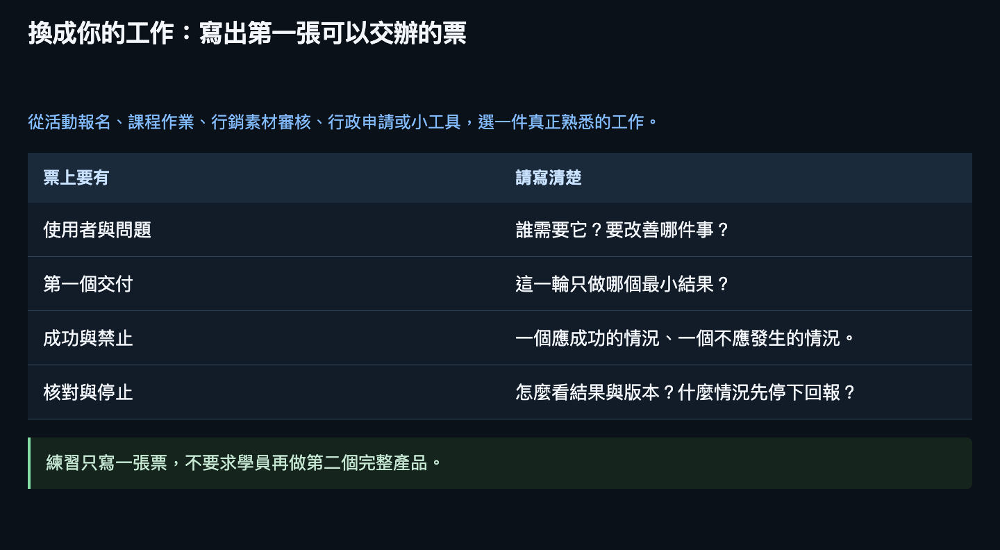 換成你的工作：寫出第一張可以交辦的票
從活動報名、課程作業、行銷素材審核、行政申請或小工具，選一件真正熟悉的工作。
票上要有
請寫清楚
使用者與問題
誰需要它？要改善哪件事？
第一個交付
這一輪只做哪個最小結果？
成功與禁止
一個應成功的情況、一個不應發生的情況。
核對與停止
怎麼看結果與版本？什麼情況先停下回報？
練習只寫一張票，不要求學員再做第二個完整產品。